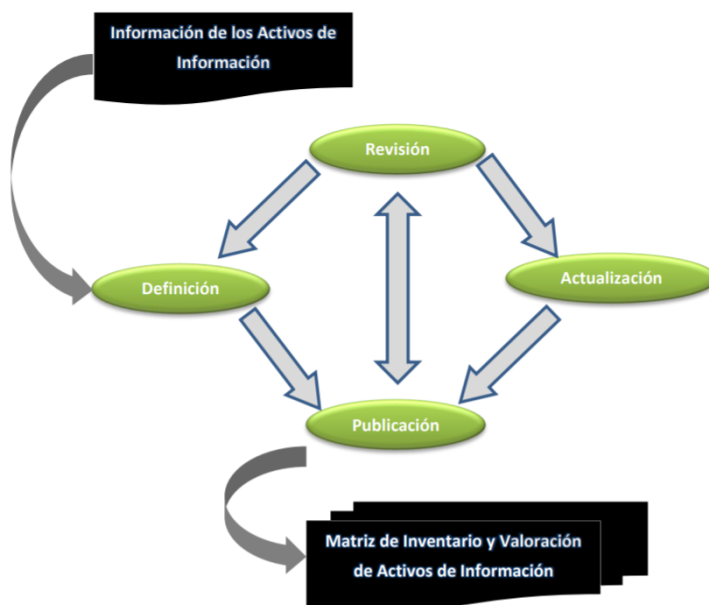 Información de los Activos de
Información
Revisión
Definición
Actualización
Publicación
Matriz de Inventario y Valoración
de Activos de Información